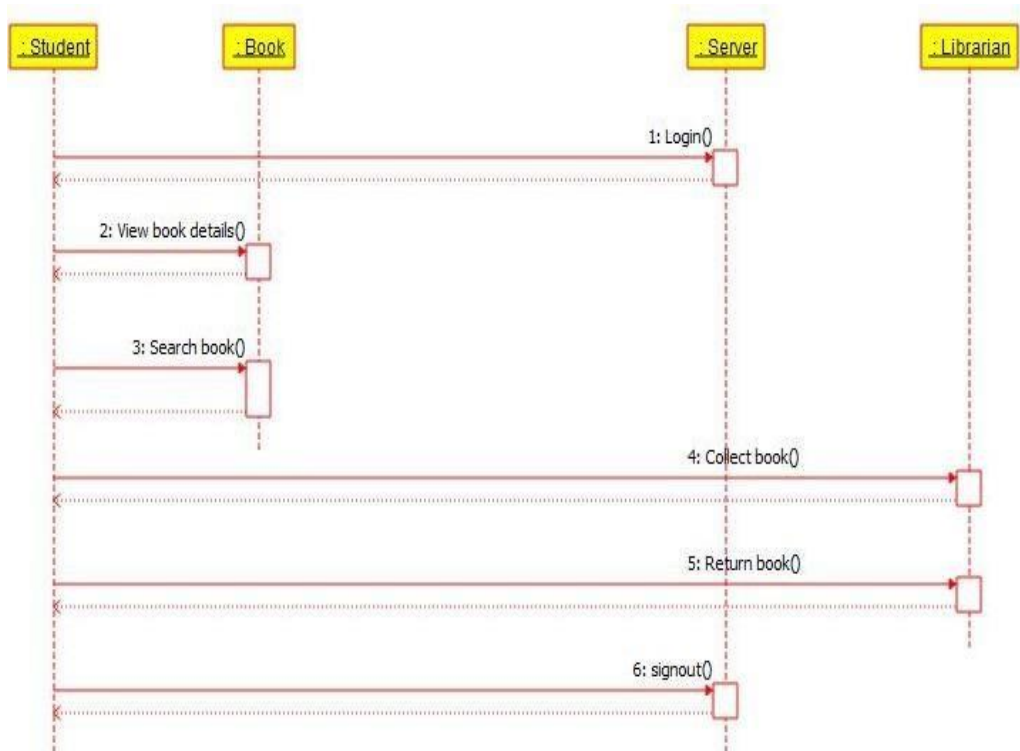 : Student
: Book
: Server
: Librarian
1: Login()
2: View book details()
3: Search book()
4: Collect book()
5: Return book()
6: signout()